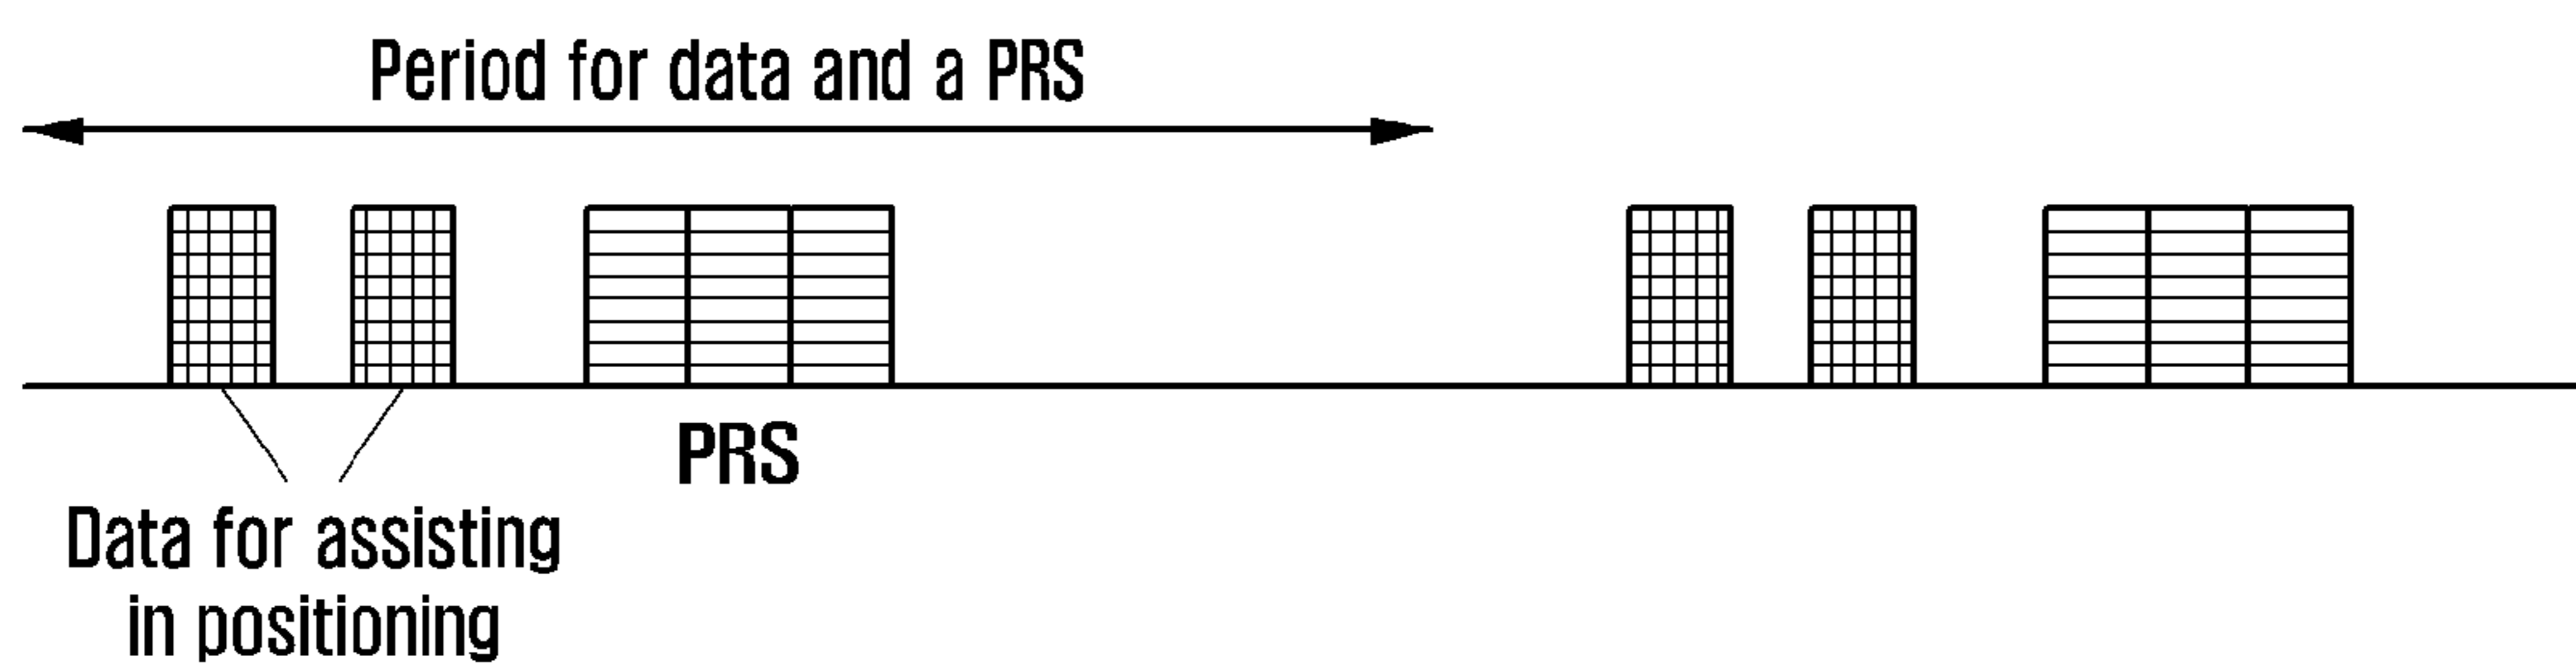 Period for data and a PRS
PRS
Data for assisting
in positioning